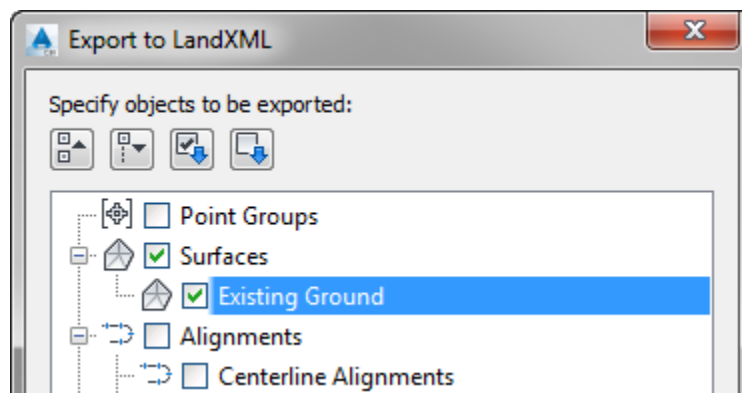 Export to LandXML
Specify objects to be exported:
Point Groups
Surfaces
Existing Ground
Alignments
Centerline Alignments